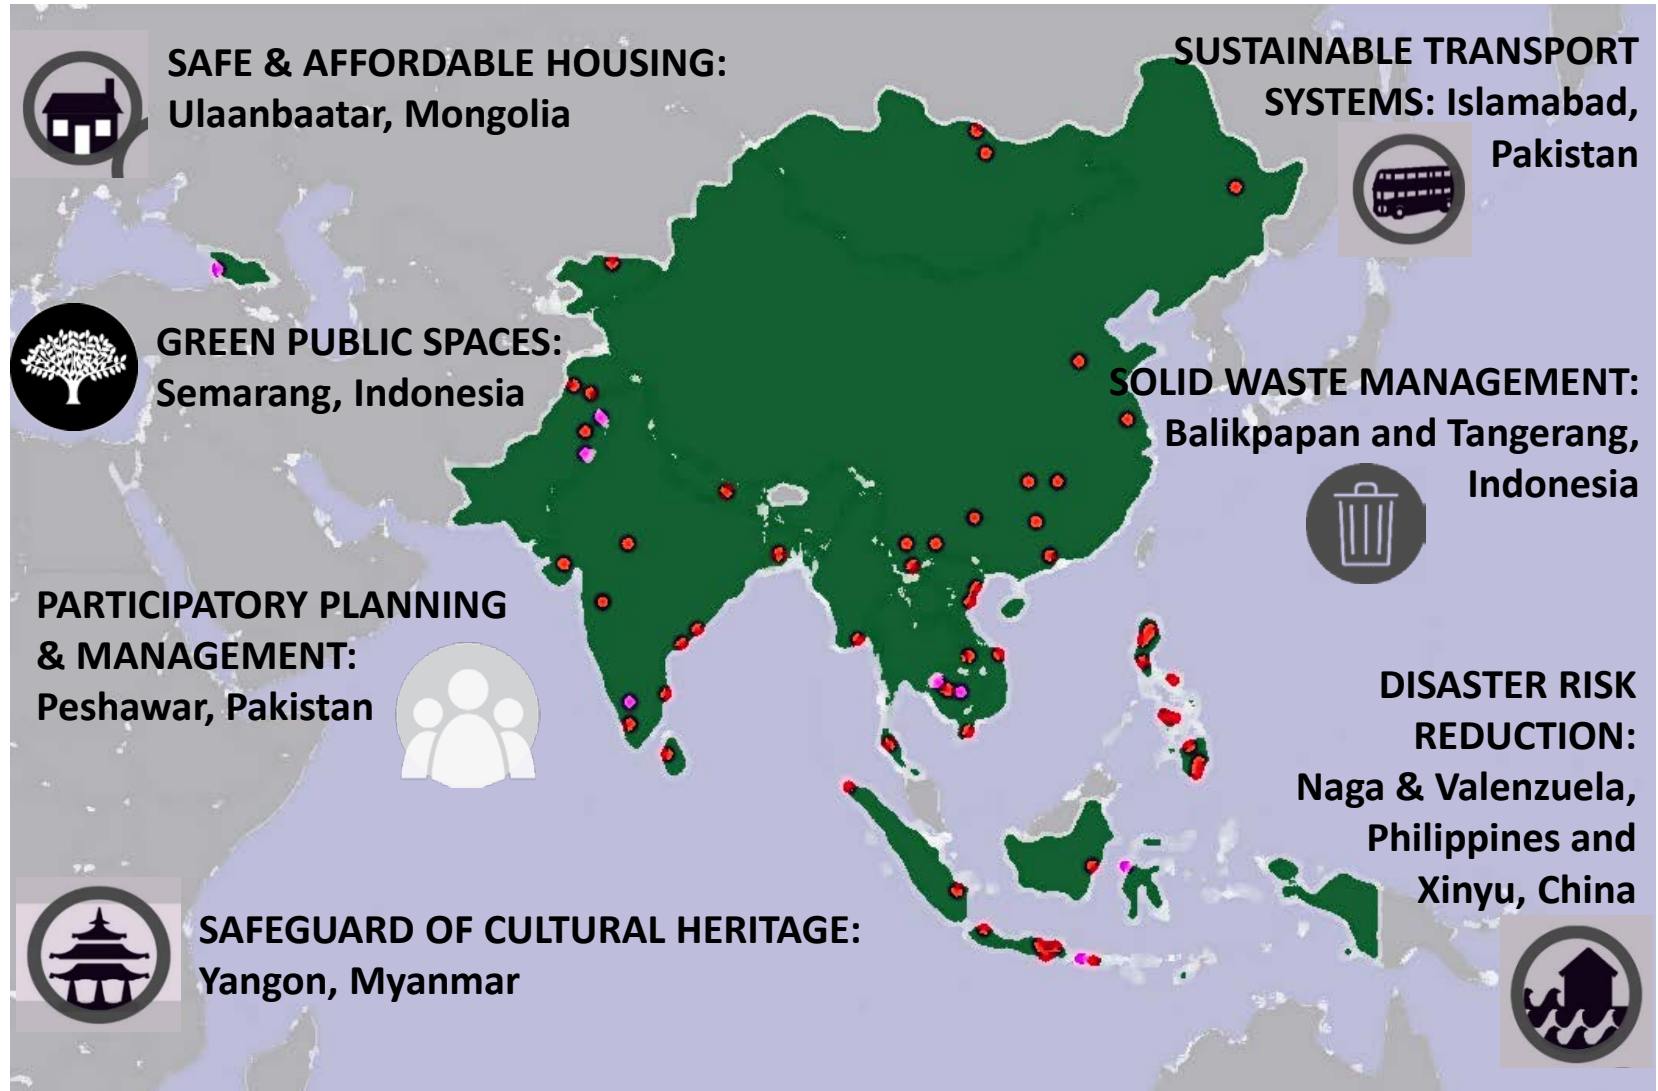 SAFE & AFFORDABLE HOUSING:
Ulaanbaatar, Mongolia
SUSTAINABLE TRANSPORT
SYSTEMS: Islamabad,
Pakistan
GREEN PUBLIC SPACES:
Semarang, Indonesia
SOLID WASTE MANAGEMENT:
Balikpapan and Tangerang,
Indonesia
PARTICIPATORY PLANNING
& MANAGEMENT:
Peshawar, Pakistan
DISASTER RISK
REDUCTION:
Naga & Valenzuela,
Philippines and
Xinyu, China
SAFEGUARD OF CULTURAL HERITAGE:
Yangon, Myanmar